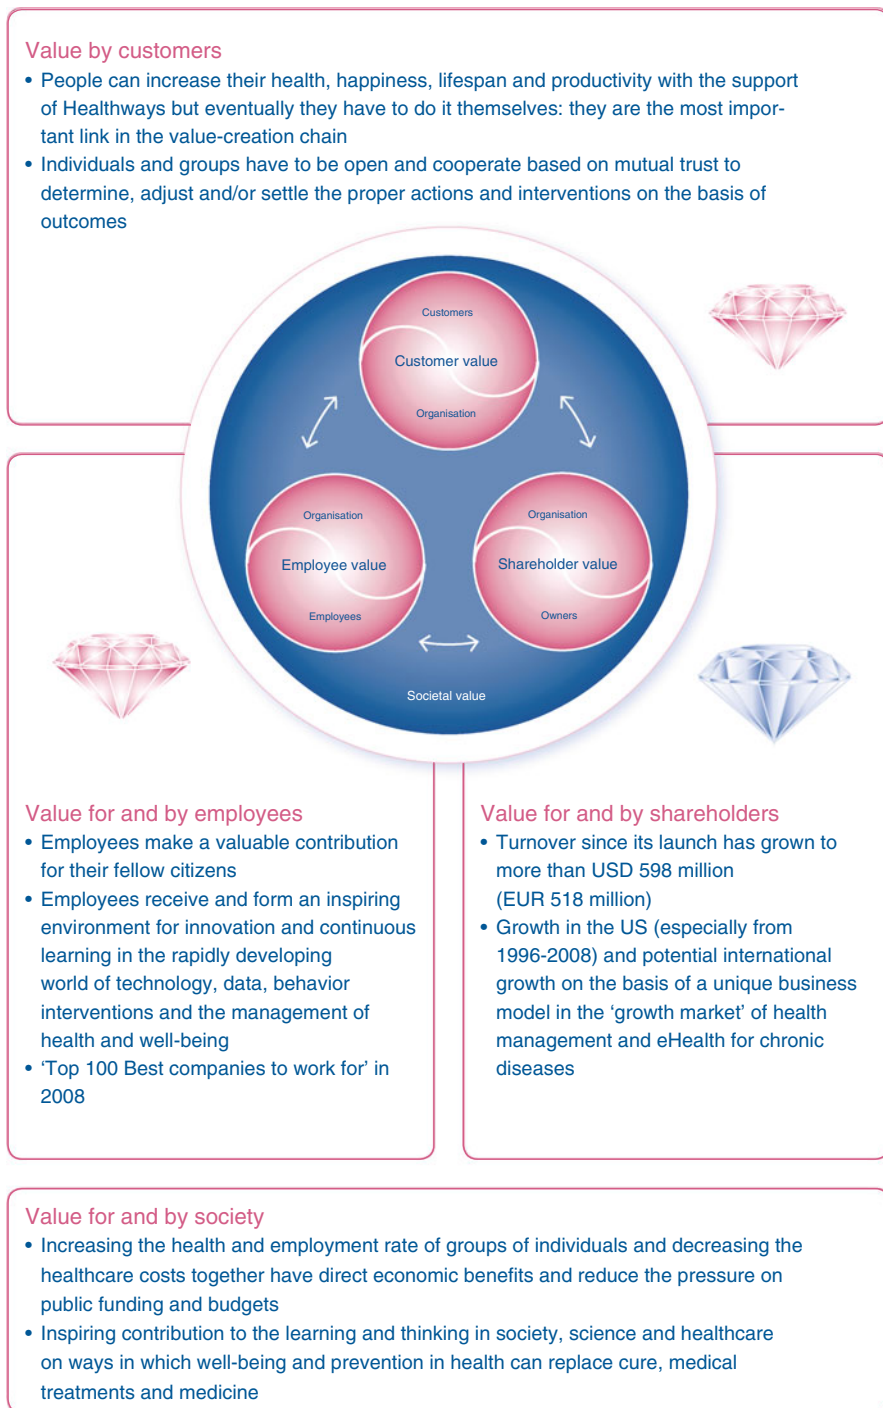 Value by customers
• People can increase their health, happiness, lifespan and productivity with the support
of Healthways but eventually they have to do it themselves: they are the most impor-
tant link in the value-creation chain
• Individuals and groups have to be open and cooperate based on mutual trust to
determine, adjust and/or settle the proper actions and interventions on the basis of
outcomes
Customers
Customer value
Organisation
Organisation
Employee value
Employees
Organisation
Shareholder value
Owners
Societal value
Value for and by employees
• Employees make a valuable contribution
for their fellow citizens
• Employees receive and form an inspiring
environment for innovation and continuous
learning in the rapidly developing
world of technology, data, behavior
interventions and the management of
health and well-being
• ‘Top 100 Best companies to work for’ in
2008
Value for and by shareholders
• Turnover since its launch has grown to
more than USD 598 million
(EUR 518 million)
• Growth in the US (especially from
1996-2008) and potential international
growth on the basis of a unique business
model in the ‘growth market’ of health
management and eHealth for chronic
diseases
Value for and by society
• Increasing the health and employment rate of groups of individuals and decreasing the
healthcare costs together have direct economic benefits and reduce the pressure on
public funding and budgets
• Inspiring contribution to the learning and thinking in society, science and healthcare
on ways in which well-being and prevention in health can replace cure, medical
treatments and medicine